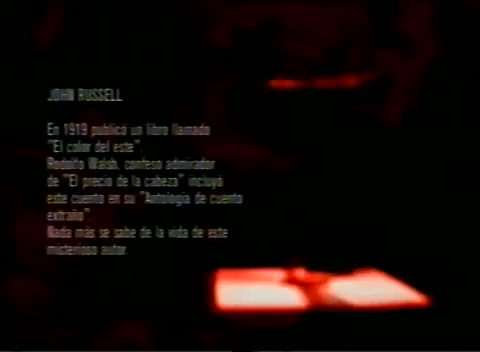 JOHN RUSSELL
En 1919 publicó un libro llamado
"El color del este".
Rodolfo Walsh, confeso admirador
de "El precio de la cabeza" incluyó
este cuento en su "Antología de cuento
extraño".
Nada más se sabe de la vida de este
misterioso autor.